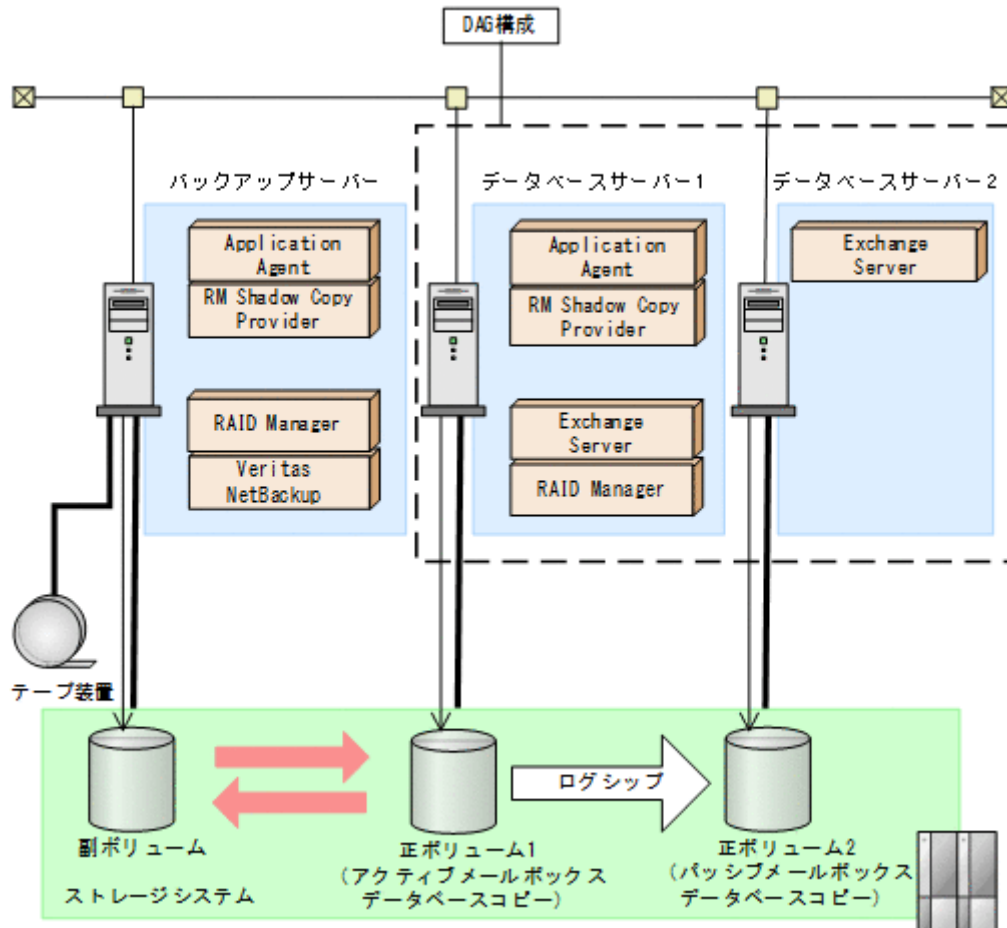 DAG構成
バックアップサーバー
データベースサーバー1
データベースサーバー2
Application
Agent
RM Shadow Copy
Provider
RAID Manager
Veritas
NetBackup
Application
Agent
RM Shadow Copy
Provider
Exchange
Server
RAID Manager
Exchange
Server
テープ装置
ログシップ
副ボリューム
正ボリューム1
(アクティブメールボックス
データベースコピー)
正ボリューム2
(パッシブメールボックス
データベースコピー)
ストレージシステム